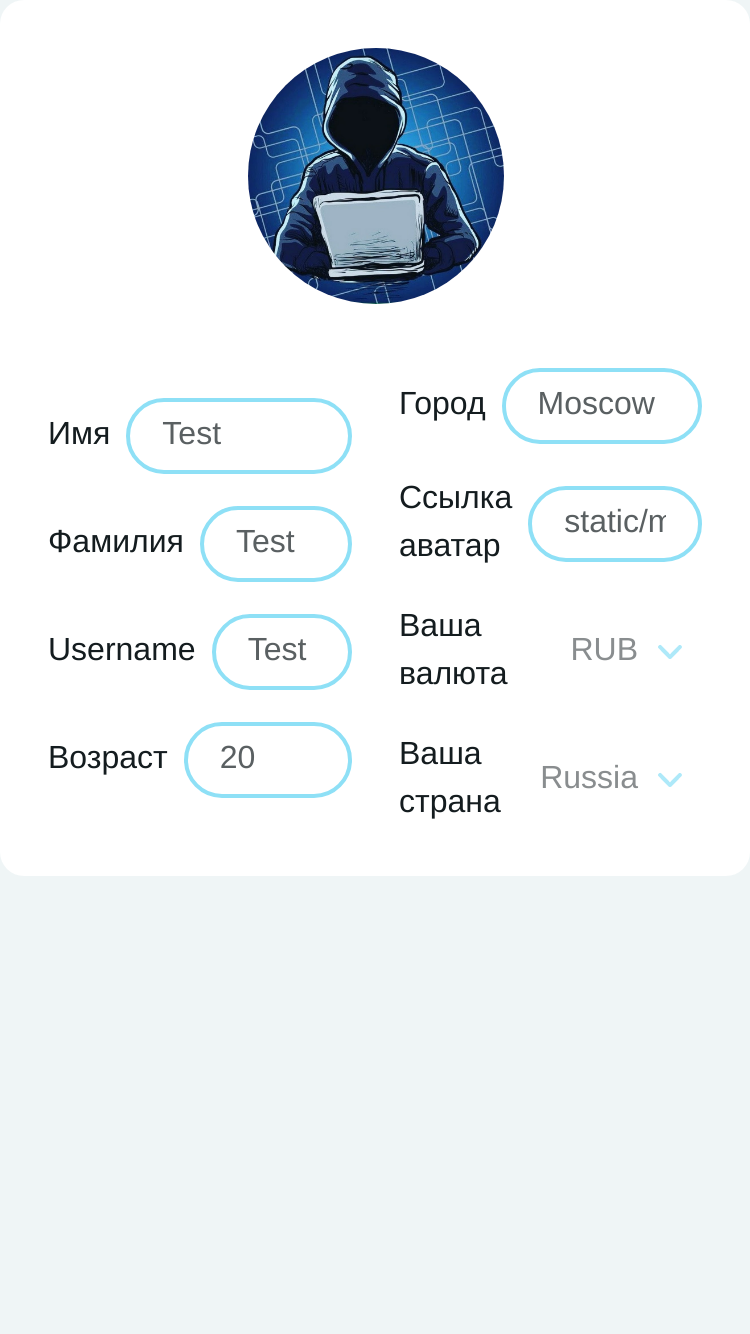 Имя Test
Фамилия Test
Username Test
Возраст 20
Город Moscow
Ссылка
аватар
static/m
Ваша
валюта
RUB
Ваша
страна
Russia